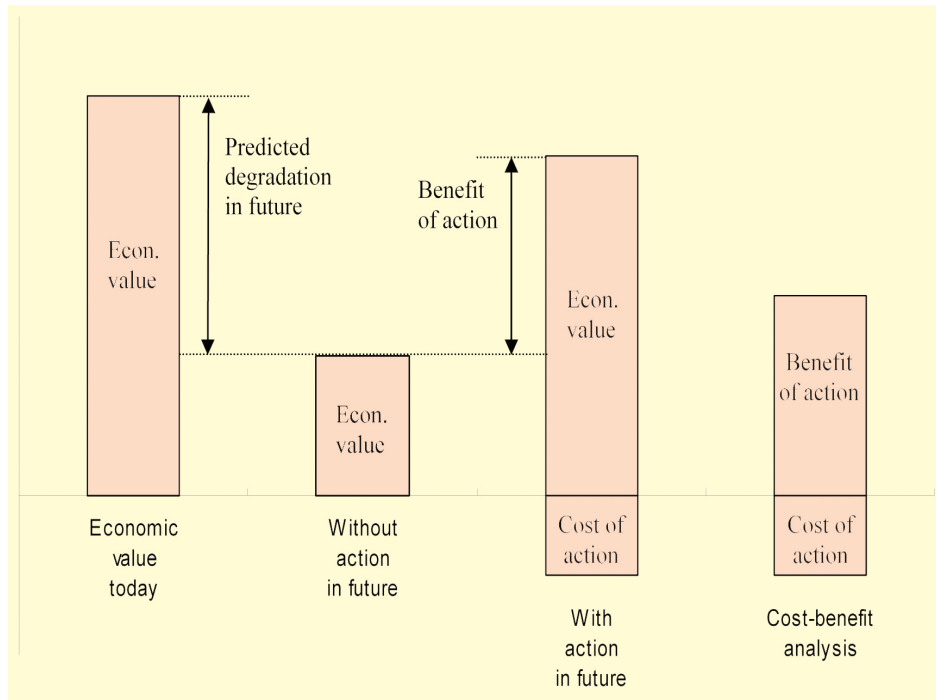 Predicted
degradation
in future
Benefit
of action
Econ.
value
Econ.
value
Econ.
value
Benefit
of action
Cost of
action
Cost of
action
Economic
value
today
Without
action
in future
With
action
in future
Cost-benefit
analysis